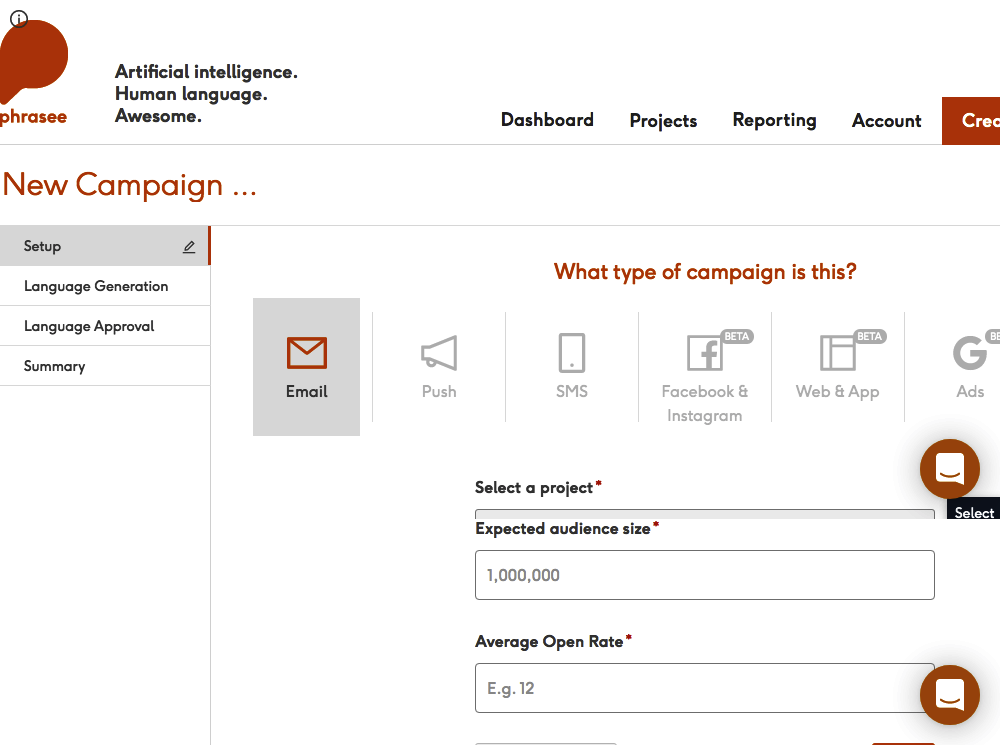 phrasee
Artificial intelligence.
Human language.
Awesome.
Dashboard Projects Reporting Account
New Campaign ...
Setup
Language Generation
Language Approval
Summary
What type of campaign is this?
Email
Push
SMS
BETA
Facebook &
Instagram
BETA
Web & App
Ads
Select a project*
Select
Expected audience size*
1,000,000
Average Open Rate*
E.g. 12